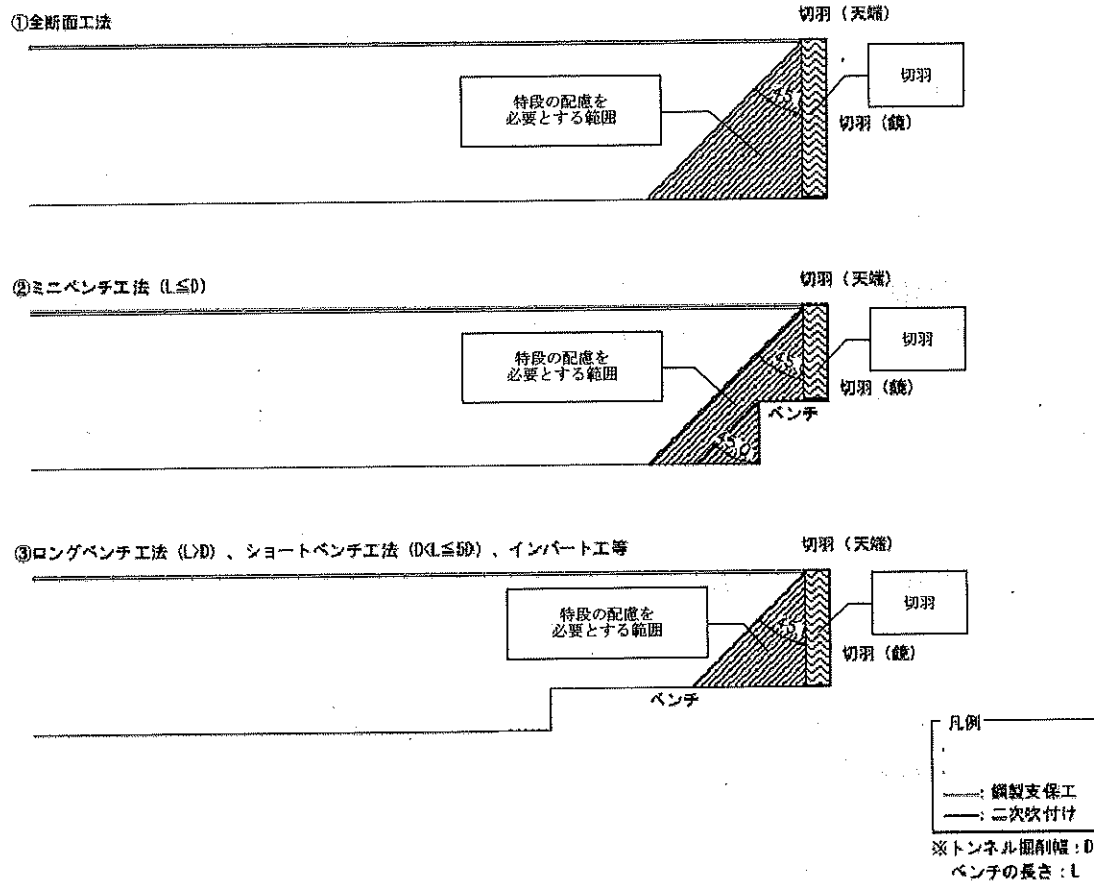 ①全断面工法
切羽（天端）
特段の配慮を
必要とする範囲
45°
切羽
切羽（鏡）
②ミニベンチ工法（L≦D）
切羽（天端）
特段の配慮を
必要とする範囲
45°
切羽
切羽（鏡）
ベンチ
45°
③ロングベンチ工法（L>D）、ショートベンチ工法（D<L≦5D）、インバート工等
切羽（天端）
特段の配慮を
必要とする範囲
45°
切羽
切羽（鏡）
ベンチ
凡例
：鋼製支保工
：二次吹付け
※トンネル掘削幅：D
ベンチの長さ：L